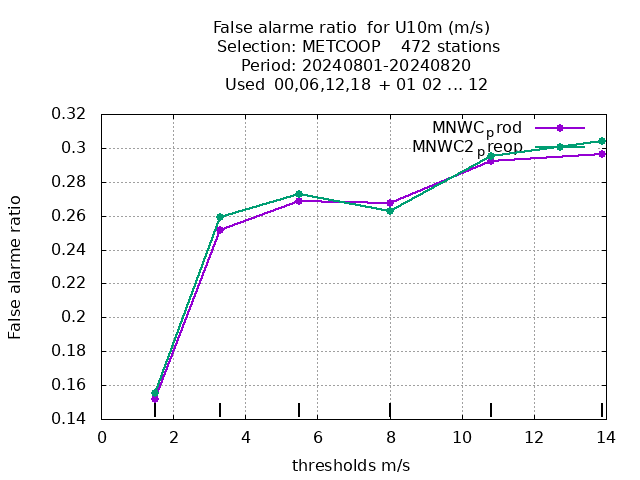 False alarme ratio  for U10m (m/s)
Selection: METCOOP    472 stations
Period: 20240801-20240820
Used  00,06,12,18  + 01 02 ... 12
0.32
0.3
0.28
0.26
0.24
0.22
0.2
0.18
0.16
0.14
False alarme ratio
MNWCprod
MNWC2preop
0 2 4 6 8 10 12 14
thresholds m/s